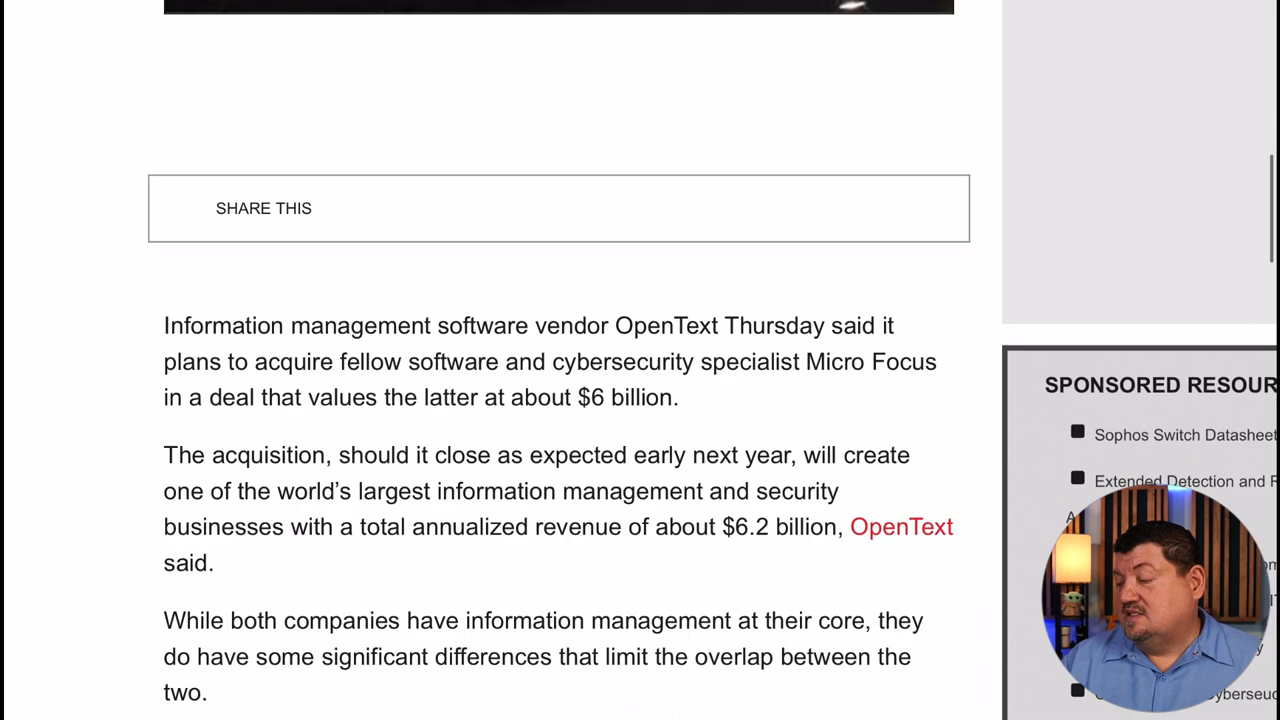 SHARE THIS
Information management software vendor OpenText Thursday said it
plans to acquire fellow software and cybersecurity specialist Micro Focus
in a deal that values the latter at about $6 billion.
The acquisition, should it close as expected early next year, will create
one of the world’s largest information management and security
businesses with a total annualized revenue of about $6.2 billion, OpenText
said.
While both companies have information management at their core, they
do have some significant differences that limit the overlap between the
two.
SPONSORED RESOUR
Sophos Switch Datasheet
Extended Detection and R